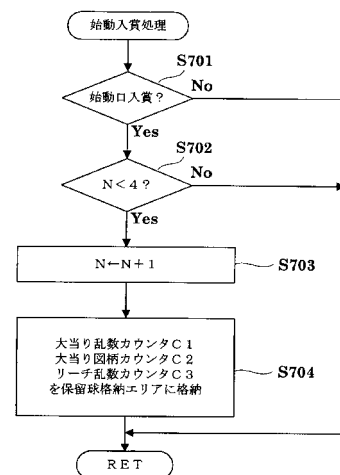 始動入賞処理
S701
始動口入賞？
No
Yes
S702
N＜4？
No
Yes
N←N＋1
S703
大当り乱数カウンタC1
大当り図柄カウンタC2
リーチ乱数カウンタC3
を保留球格納エリアに格納
S704
RET